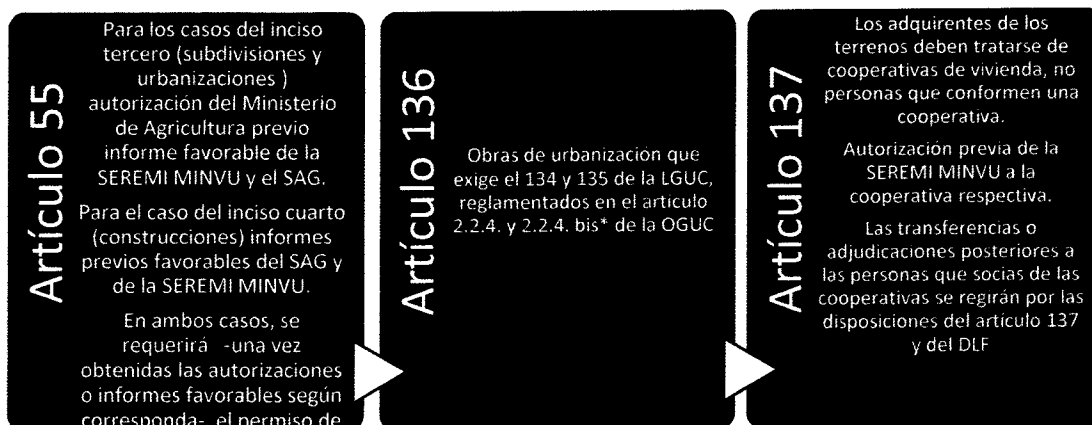 Artículo 55
Para los casos del inciso
tercero (subdivisiones y
urbanizaciones )
autorización del Ministerio
de Agricultura previo
informe favorable de la
SEREMI MINVU y el SAG.
Para el caso del inciso cuarto
(construcciones) informes
previos favorables del SAG y
de la SEREMI MINVU.
En ambos casos, se
requerirá -una vez
obtenidas las autorizaciones
o informes favorables según
corresponda- el permiso de
Artículo 136
Obras de urbanización que
exige el 134 y 135 de la LGUC,
reglamentados en el artículo
2.2.4. y 2.2.4. bis* de la OGUC
Artículo 137
Los adquirentes de los
terrenos deben tratarse de
cooperativas de vivienda, no
personas que conformen una
cooperativa.
Autorización previa de la
SEREMI MINVU a la
cooperativa respectiva.
Las transferencias o
adjudicaciones posteriores a
las personas que socias de las
cooperativas se regirán por las
disposiciones del artículo 137
y del DLF